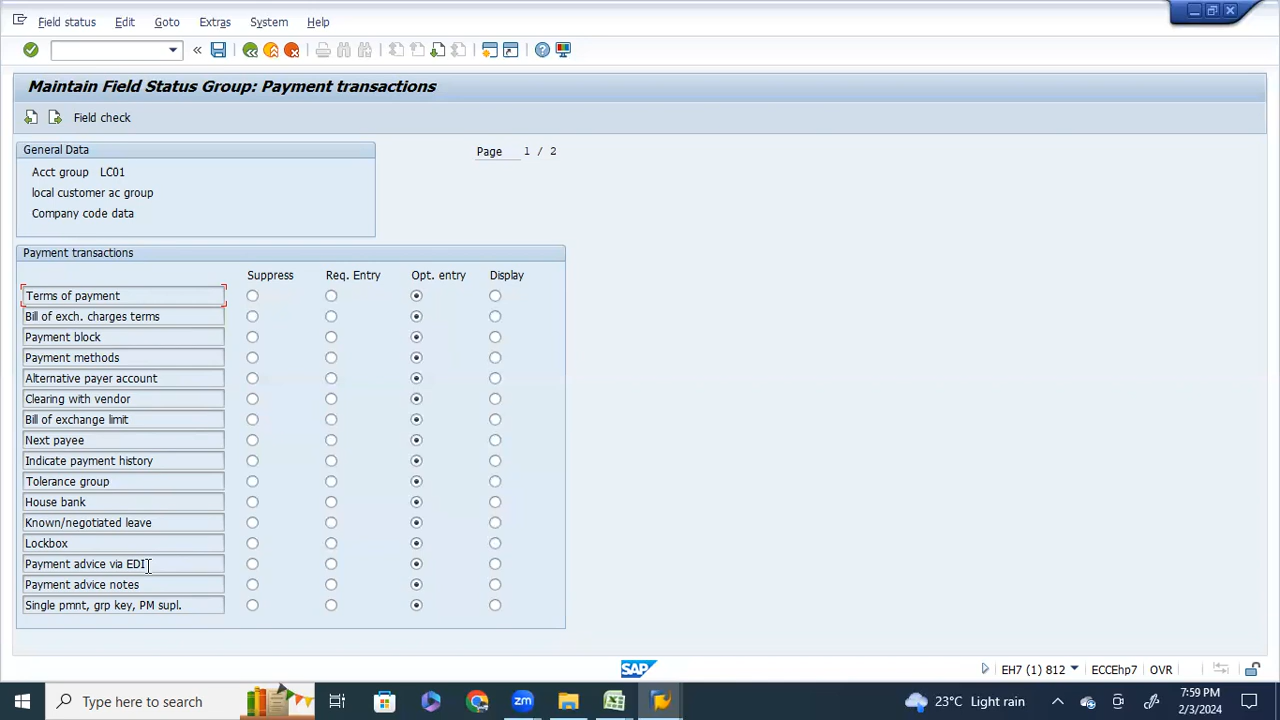 Field status Edit Goto Extras System Help
Maintain Field Status Group: Payment transactions
Field check
General Data
Page 1 / 2
Acct group LC01
local customer ac group
Company code data
Payment transactions
Suppress Req. Entry Opt. entry Display
Terms of payment
Bill of exch. charges terms
Payment block
Payment methods
Alternative payer account
Clearing with vendor
Bill of exchange limit
Next payee
Indicate payment history
Tolerance group
House bank
Known/negotiated leave
Lockbox
Payment advice via EDI
Payment advice notes
Single pmnt, grp key, PM supl.
SAP
EH7 (1) 812 ECCEhp7 OVR
Type here to search
zm
23°C Light rain
7:59 PM
2/3/2024